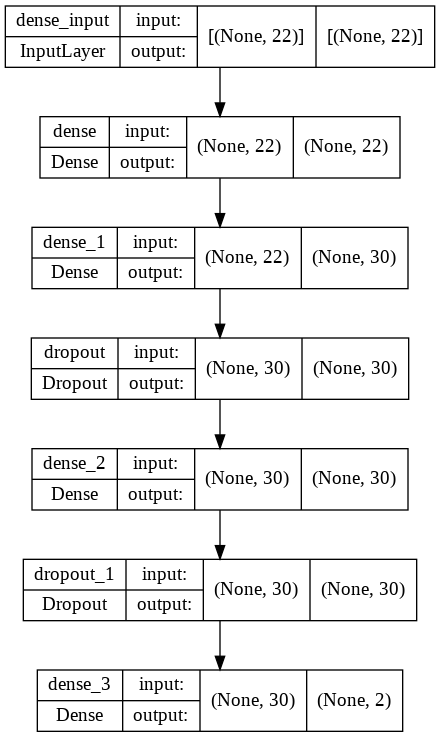 dense_input input: [(None, 22)] [(None, 22)]
InputLayer output:
dense input: (None, 22) (None, 22)
Dense output:
dense_1 input: (None, 22) (None, 30)
Dense output:
dropout input: (None, 30) (None, 30)
Dropout output:
dense_2 input: (None, 30) (None, 30)
Dense output:
dropout_1 input: (None, 30) (None, 30)
Dropout output:
dense_3 input: (None, 30) (None, 2)
Dense output: